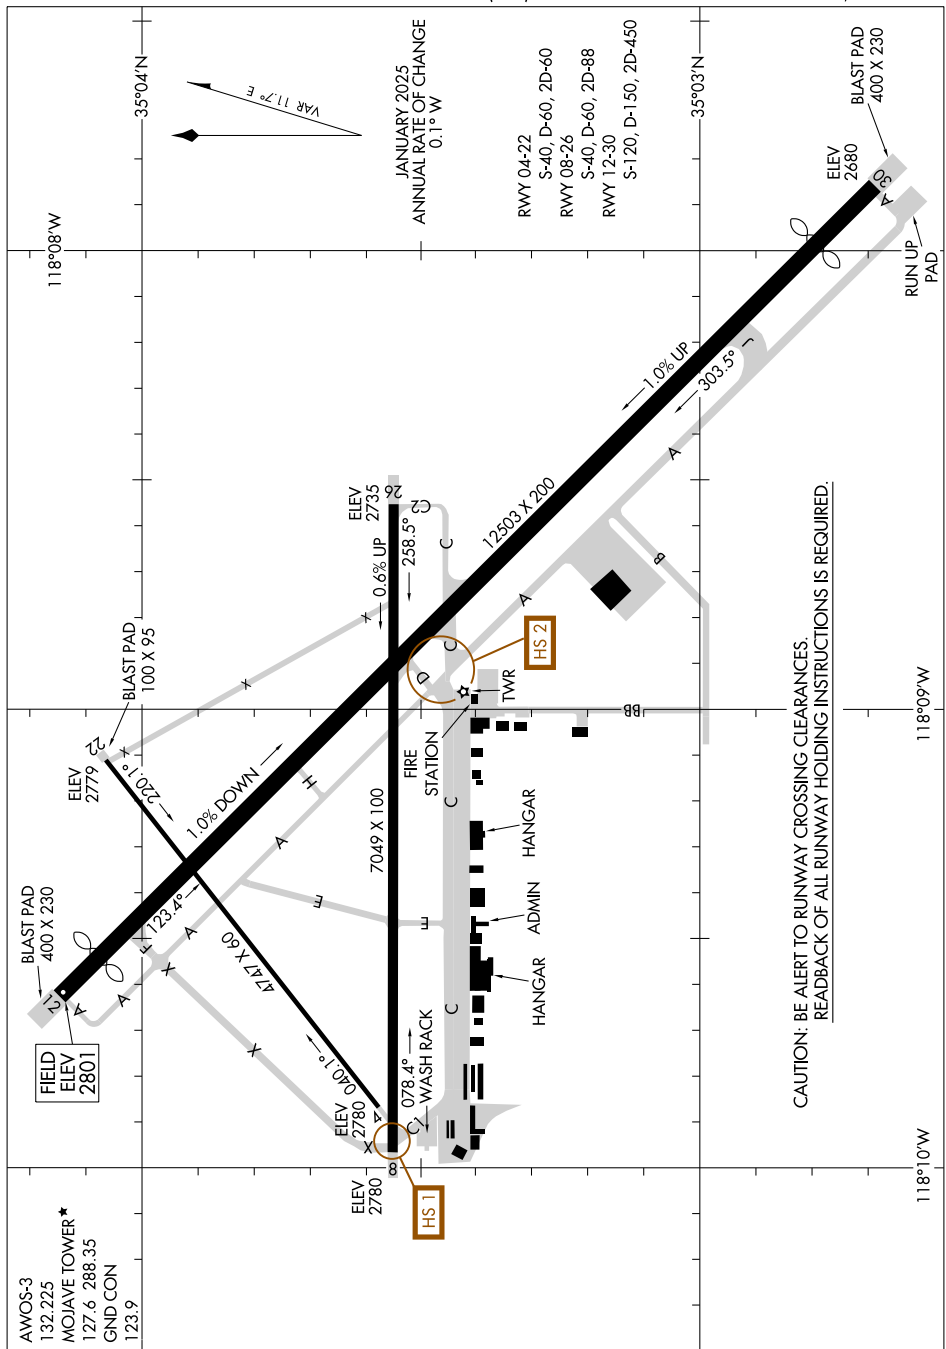 AWOS-3
132.225
MOJAVE TOWER★
127.6 288.35
GND CON
123.9
JANUARY 2025
ANNUAL RATE OF CHANGE
0.1° W
VAR 11.7° E
RWY 04-22
S-40, D-60, 2D-60
RWY 08-26
S-40, D-60, 2D-88
RWY 12-30
S-120, D-150, 2D-450
35°04'N
35°03'N
118°08'W
118°09'W
118°10'W
BLAST PAD
400 X 230
FIELD
ELEV
2801
12
A
A
F
A
123.4°
X
X
X
4747 X 60
040.1°
4
ELEV
2780
ELEV
2779
22
220.1°
BLAST PAD
100 X 95
X
X
X
1.0% DOWN
A
H
E
E
8
ELEV
2780
HS 1
078.4°
C1
WASH RACK
7049 X 100
0.6% UP
258.5°
26
ELEV
2735
C2
C
C
C
C
D
HS 2
TWR
FIRE
STATION
HANGAR
ADMIN
HANGAR
BB
B
A
A
12503 X 200
1.0% UP
303.5°
J
A
30
ELEV
2680
BLAST PAD
400 X 230
RUN UP
PAD
CAUTION: BE ALERT TO RUNWAY CROSSING CLEARANCES.
READBACK OF ALL RUNWAY HOLDING INSTRUCTIONS IS REQUIRED.